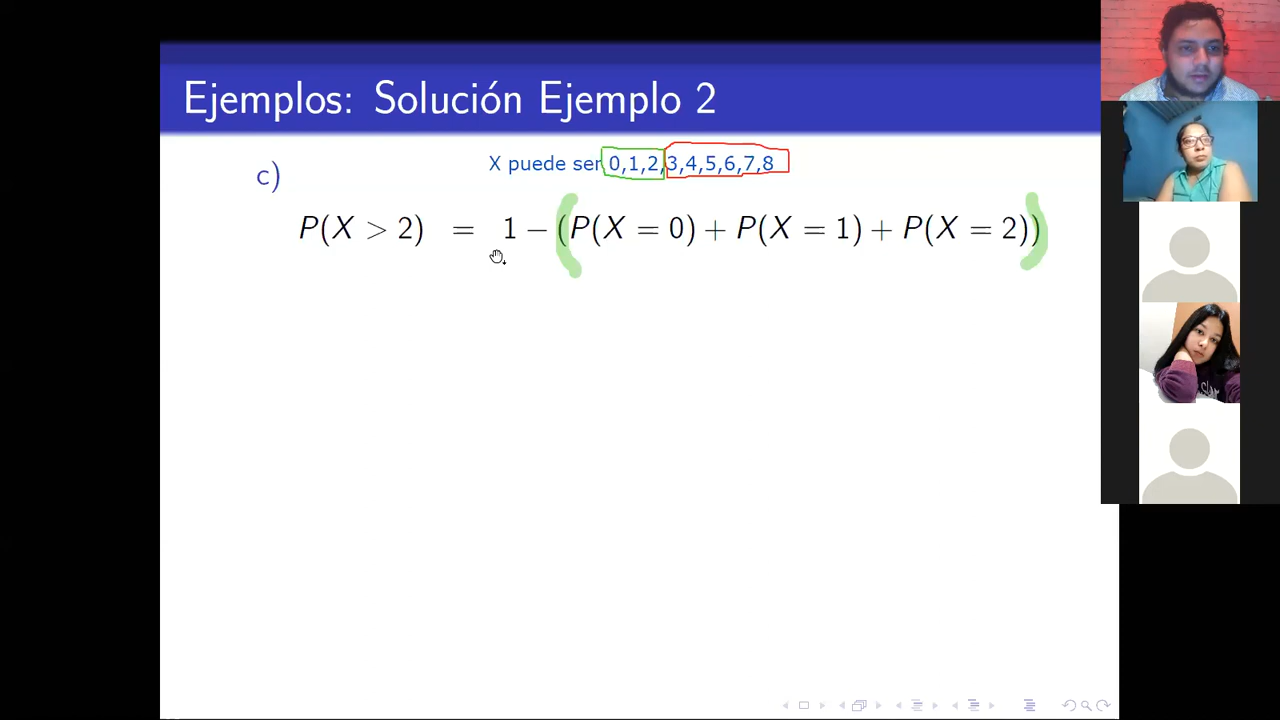 Ejemplos: Solución Ejemplo 2
X puede ser 0,1,2,3,4,5,6,7,8
c)
P(X > 2) = 1 − (P(X = 0) + P(X = 1) + P(X = 2))